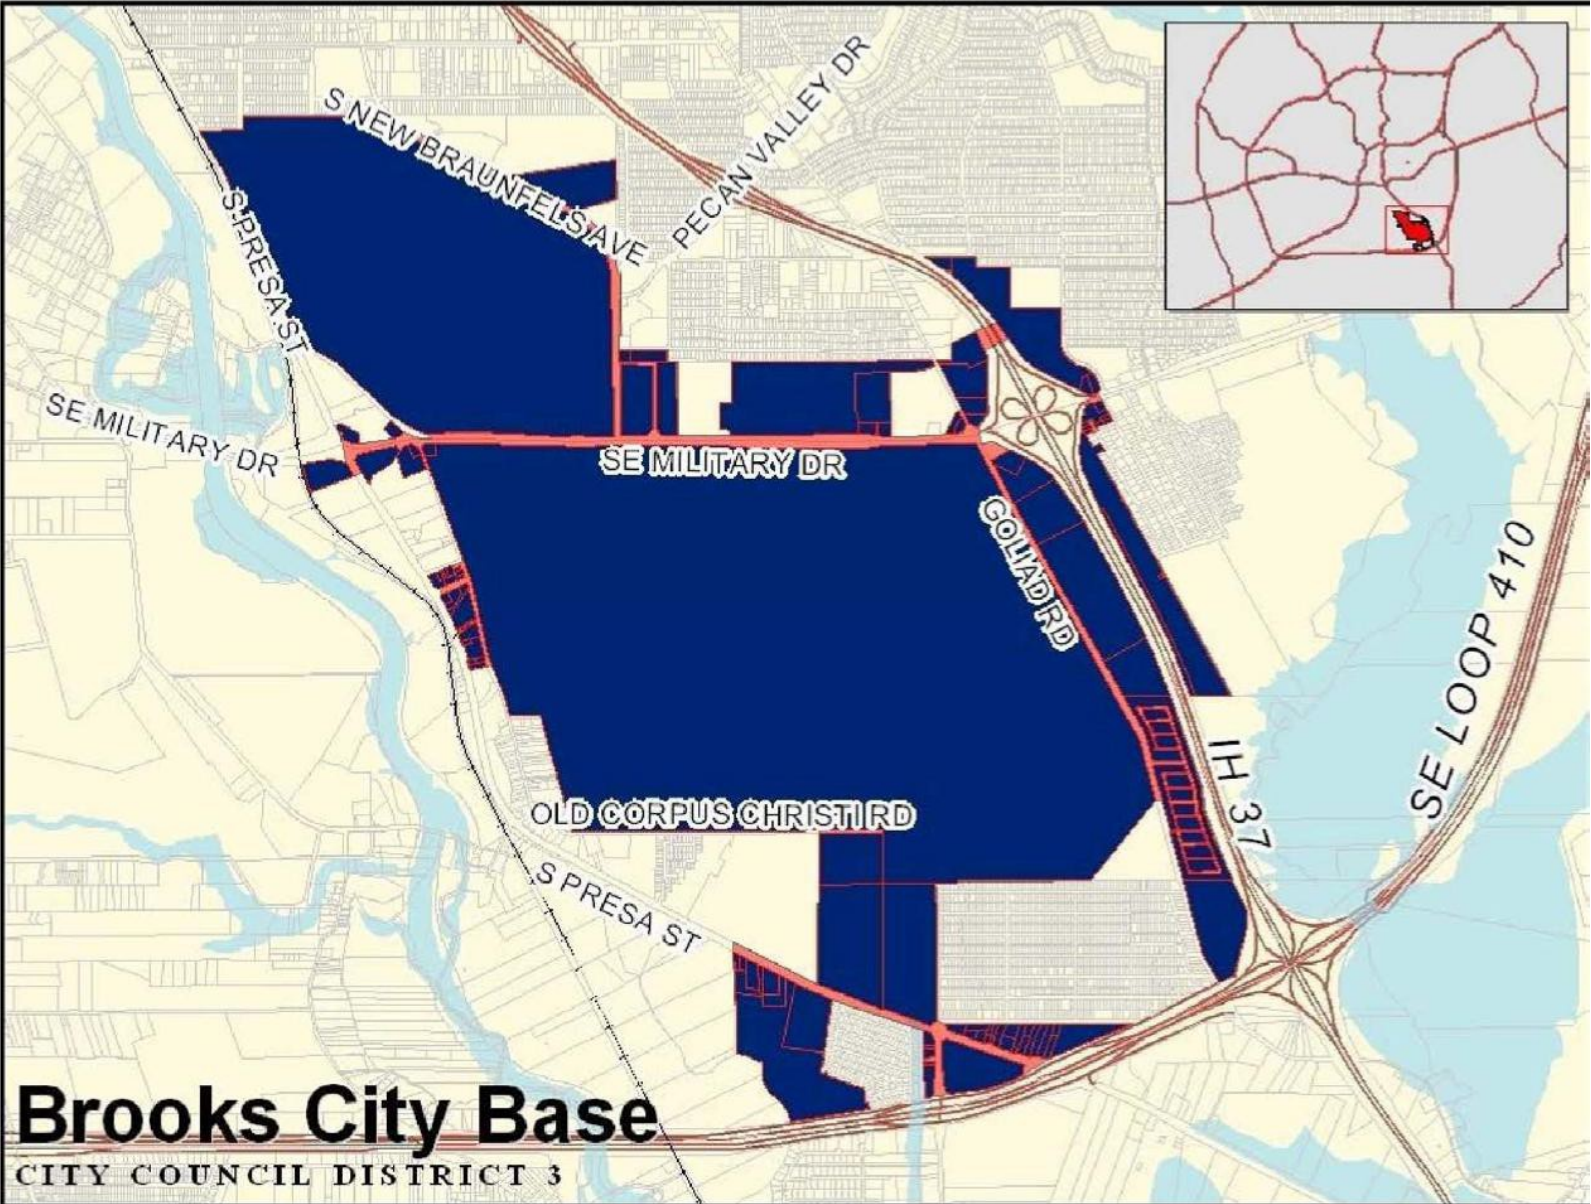 S NEW BRAUNFELS AVE
PECAN VALLEY DR
S PRESA ST
SE MILITARY DR
SE MILITARY DR
GOLIAD RD
SE LOOP 410
IH 37
OLD CORPUS CHRISTI RD
S PRESA ST
Brooks City Base
CITY COUNCIL DISTRICT 3